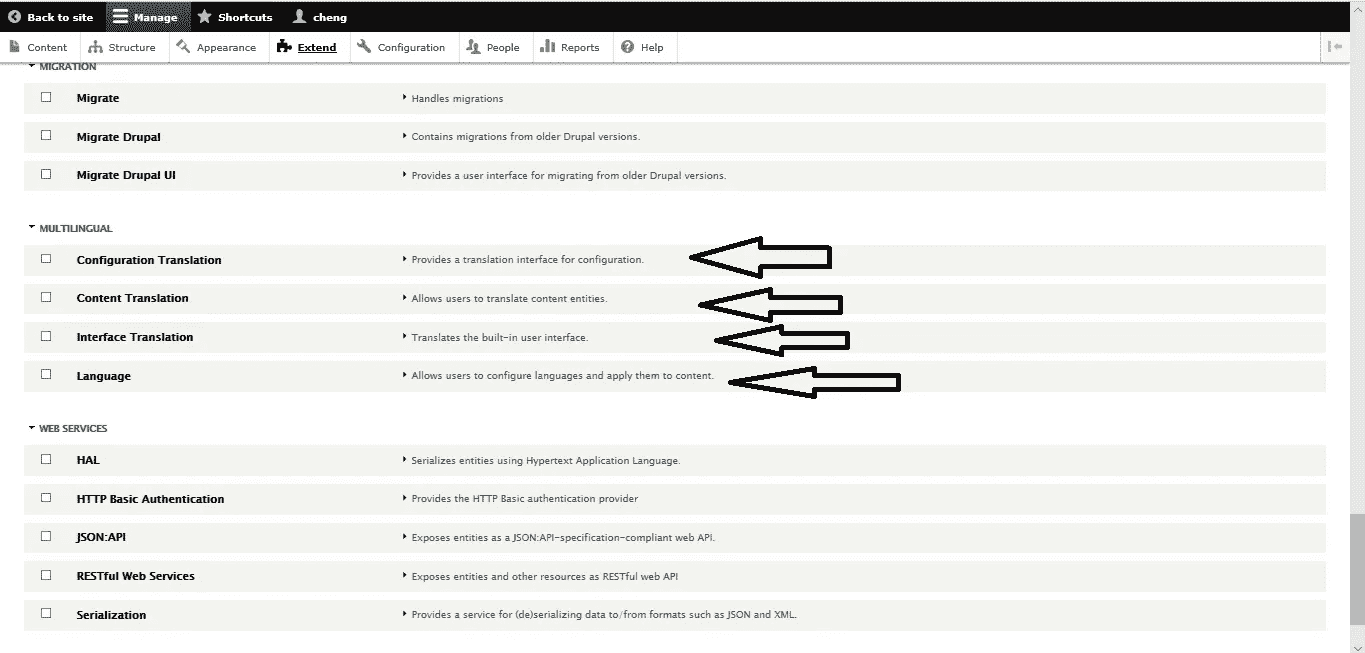 Back to site Manage Shortcuts cheng
Content Structure Appearance Extend Configuration People Reports Help
MIGRATION
Migrate Handles migrations
Migrate Drupal Contains migrations from older Drupal versions.
Migrate Drupal UI Provides a user interface for migrating from older Drupal versions.
MULTILINGUAL
Configuration Translation Provides a translation interface for configuration.
Content Translation Allows users to translate content entities.
Interface Translation Translates the built-in user interface.
Language Allows users to configure languages and apply them to content.
WEB SERVICES
HAL Serializes entities using Hypertext Application Language.
HTTP Basic Authentication Provides the HTTP Basic authentication provider
JSON:API Exposes entities as a JSON:API-specification-compliant web API.
RESTful Web Services Exposes entities and other resources as RESTful web API
Serialization Provides a service for (de)serializing data to/from formats such as JSON and XML.